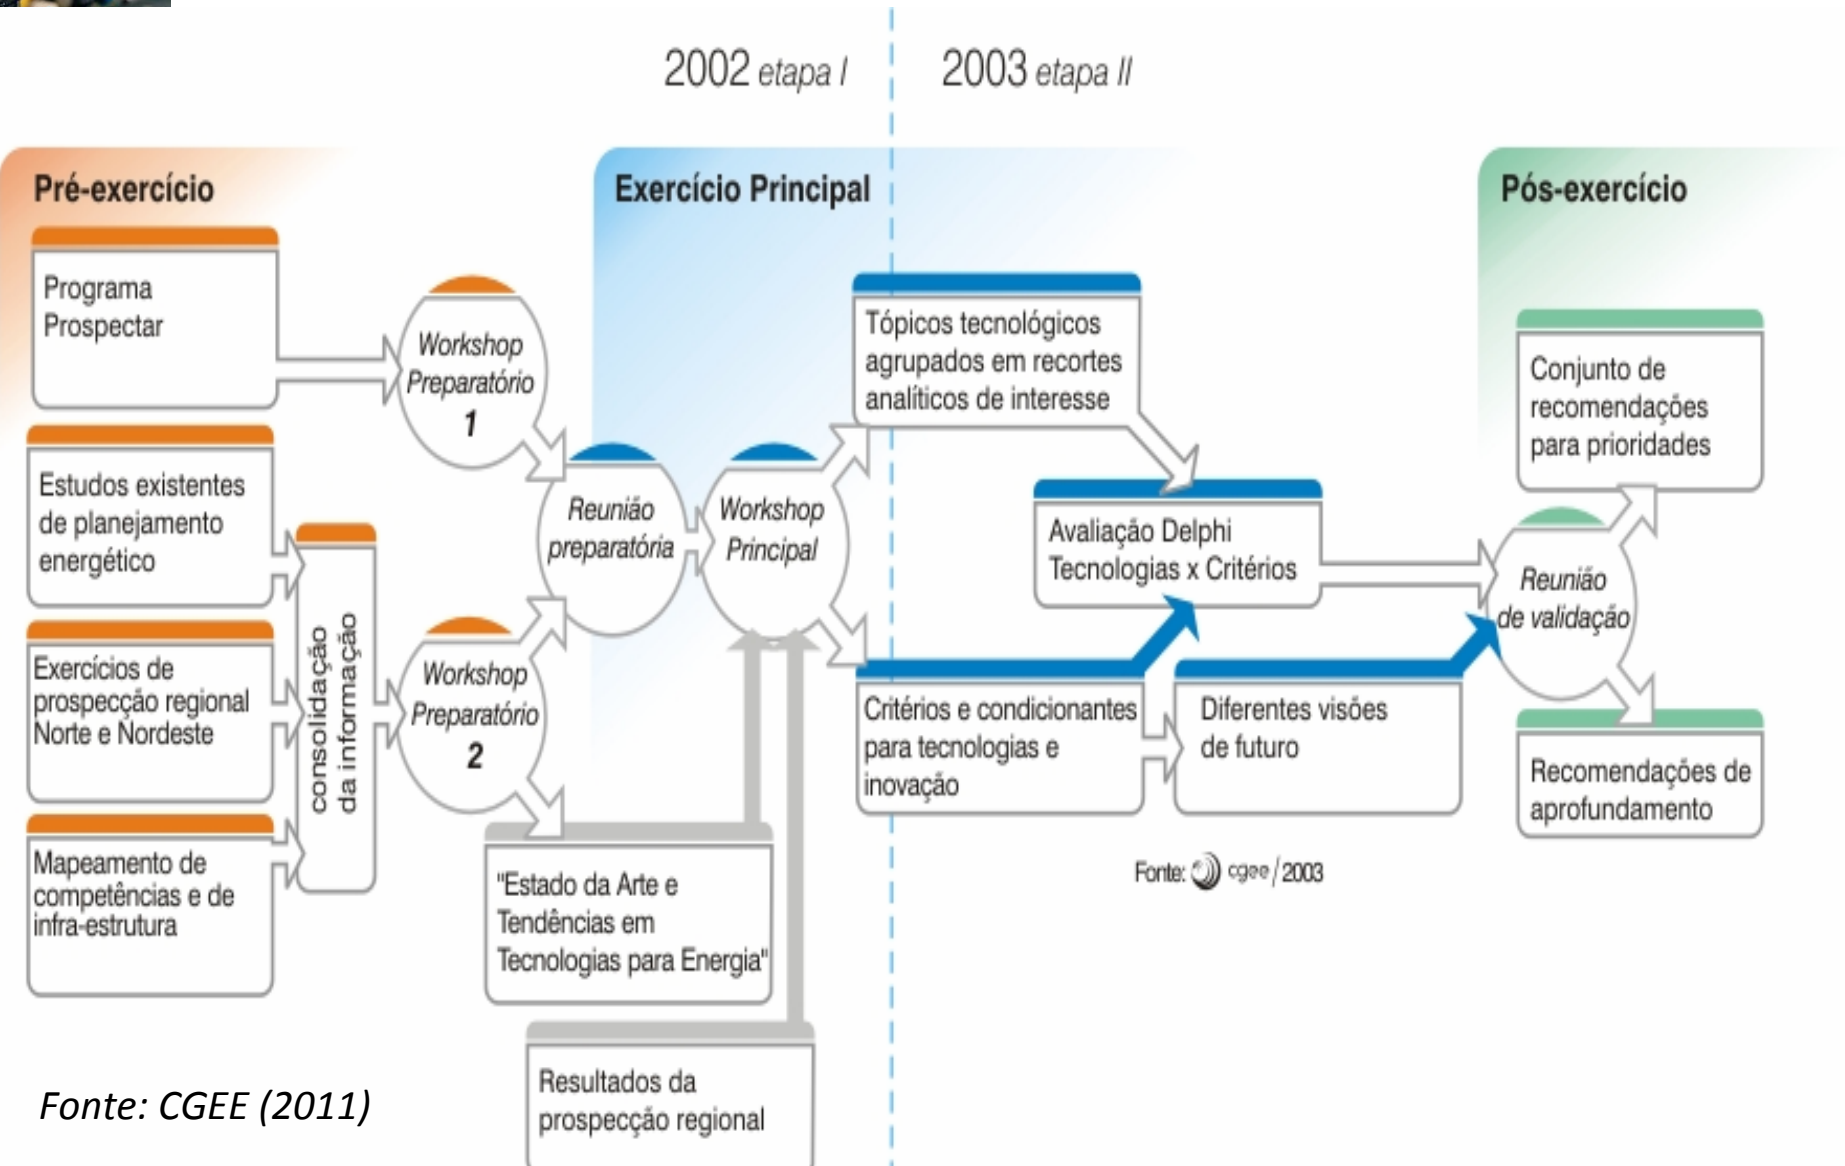 2002 etapa I
2003 etapa II
Pré-exercício
Exercício Principal
Pós-exercício
Programa
Prospectar
Workshop
Preparatório
1
Estudos existentes
de planejamento
energético
Exercícios de
prospecção regional
Norte e Nordeste
Mapeamento de
competências e de
infra-estrutura
consolidação
da informação
Workshop
Preparatório
2
Reunião
preparatória
Workshop
Principal
"Estado da Arte e
Tendências em
Tecnologias para Energia"
Resultados da
prospecção regional
Tópicos tecnológicos
agrupados em recortes
analíticos de interesse
Avaliação Delphi
Tecnologias x Critérios
Critérios e condicionantes
para tecnologias e
inovação
Diferentes visões
de futuro
Reunião
de validação
Conjunto de
recomendações
para prioridades
Recomendações de
aprofundamento
Fonte: cgee/2003
Fonte: CGEE (2011)